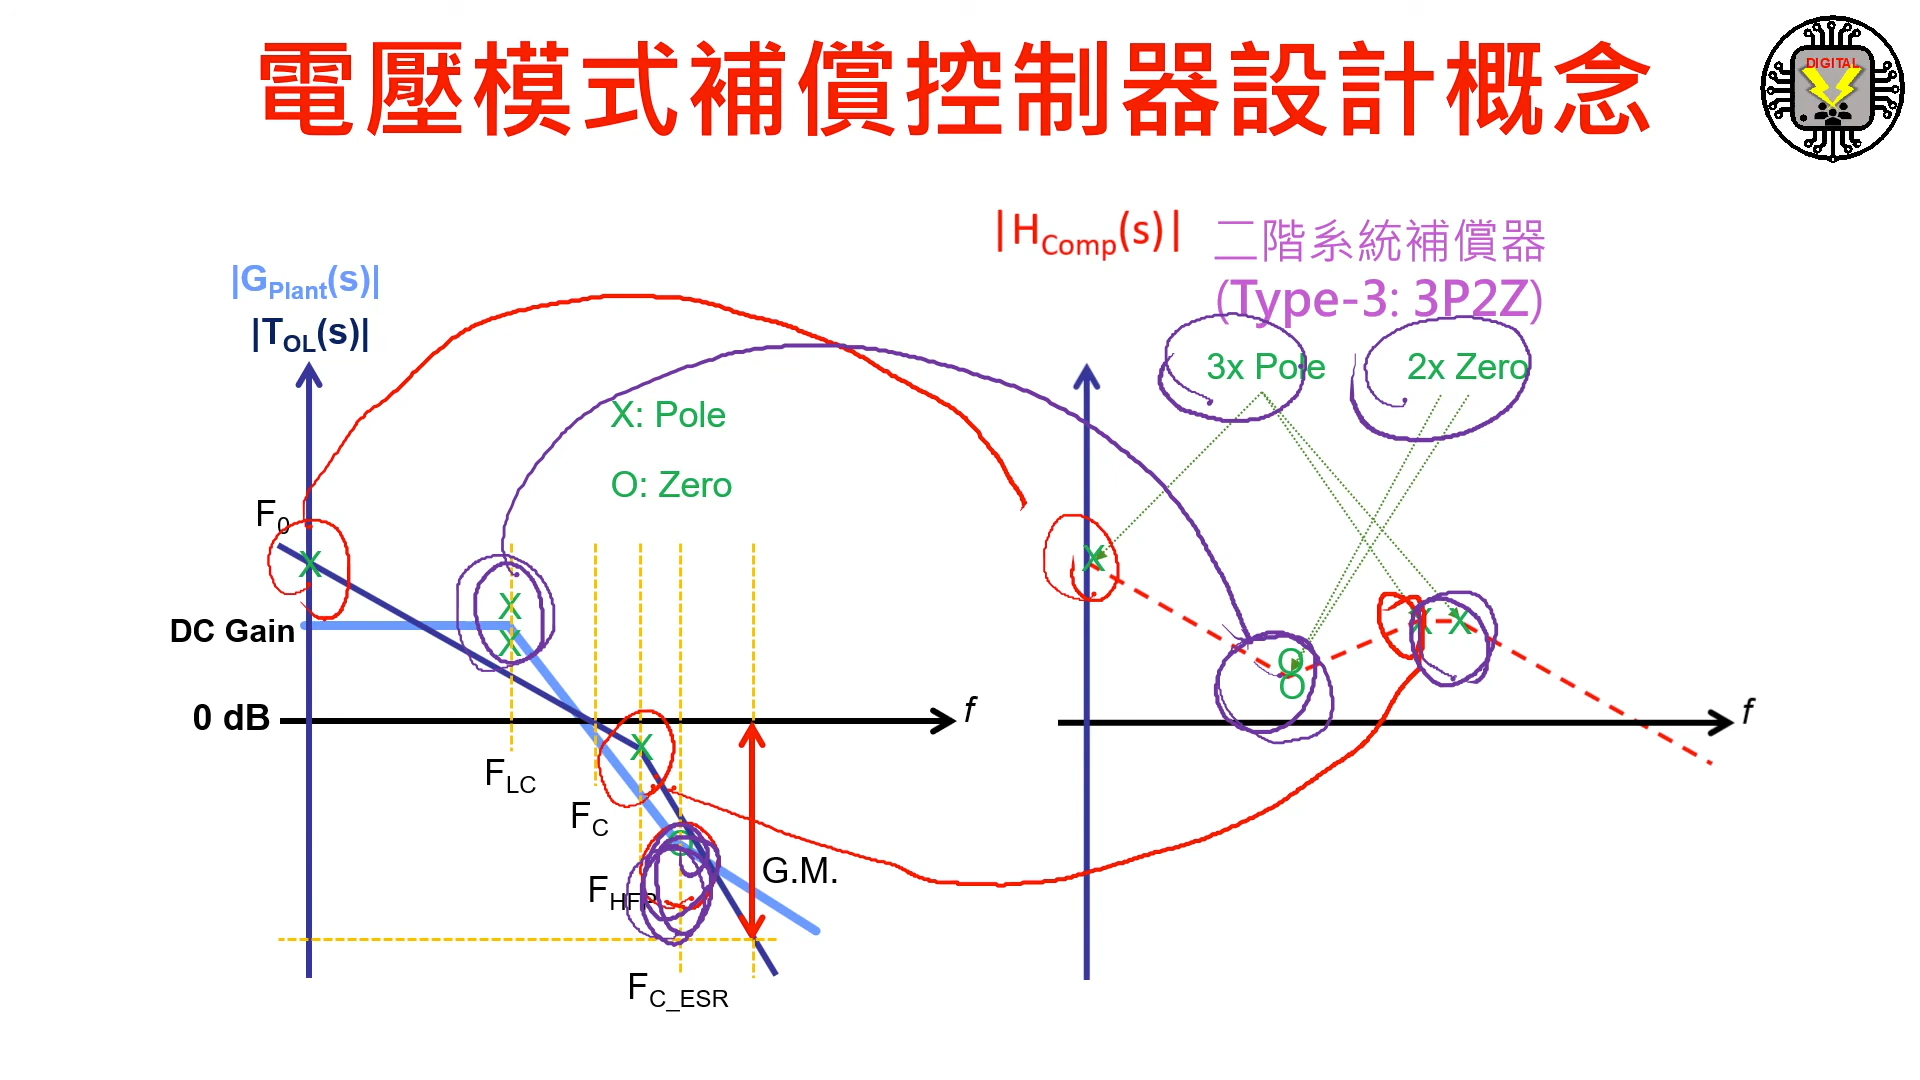 電壓模式補償控制器設計概念
DIGITAL
|HComp(s)|
二階系統補償器
(Type-3: 3P2Z)
|GPlant(s)|
|TOL(s)|
3x Pole
2x Zero
X: Pole
O: Zero
F0
X
X
X
X
X
X
X
DC Gain
O
O
0 dB
f
f
X
FLC
FC
O
G.M.
FHFP
FC_ESR